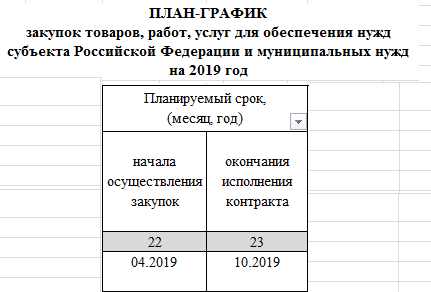 ПЛАН-ГРАФИК
закупок товаров, работ, услуг для обеспечения нужд
субъекта Российской Федерации и муниципальных нужд
на 2019 год
Планируемый срок,
(месяц, год)
начала
осуществления
закупок
окончания
исполнения
контракта
22 23
04.2019 10.2019